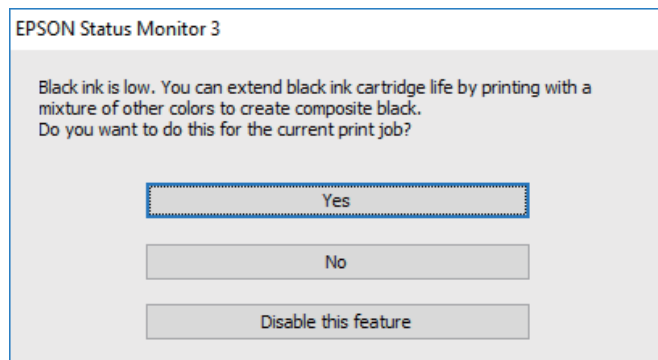 EPSON Status Monitor 3
Black ink is low. You can extend black ink cartridge life by printing with a
mixture of other colors to create composite black.
Do you want to do this for the current print job?
Yes
No
Disable this feature